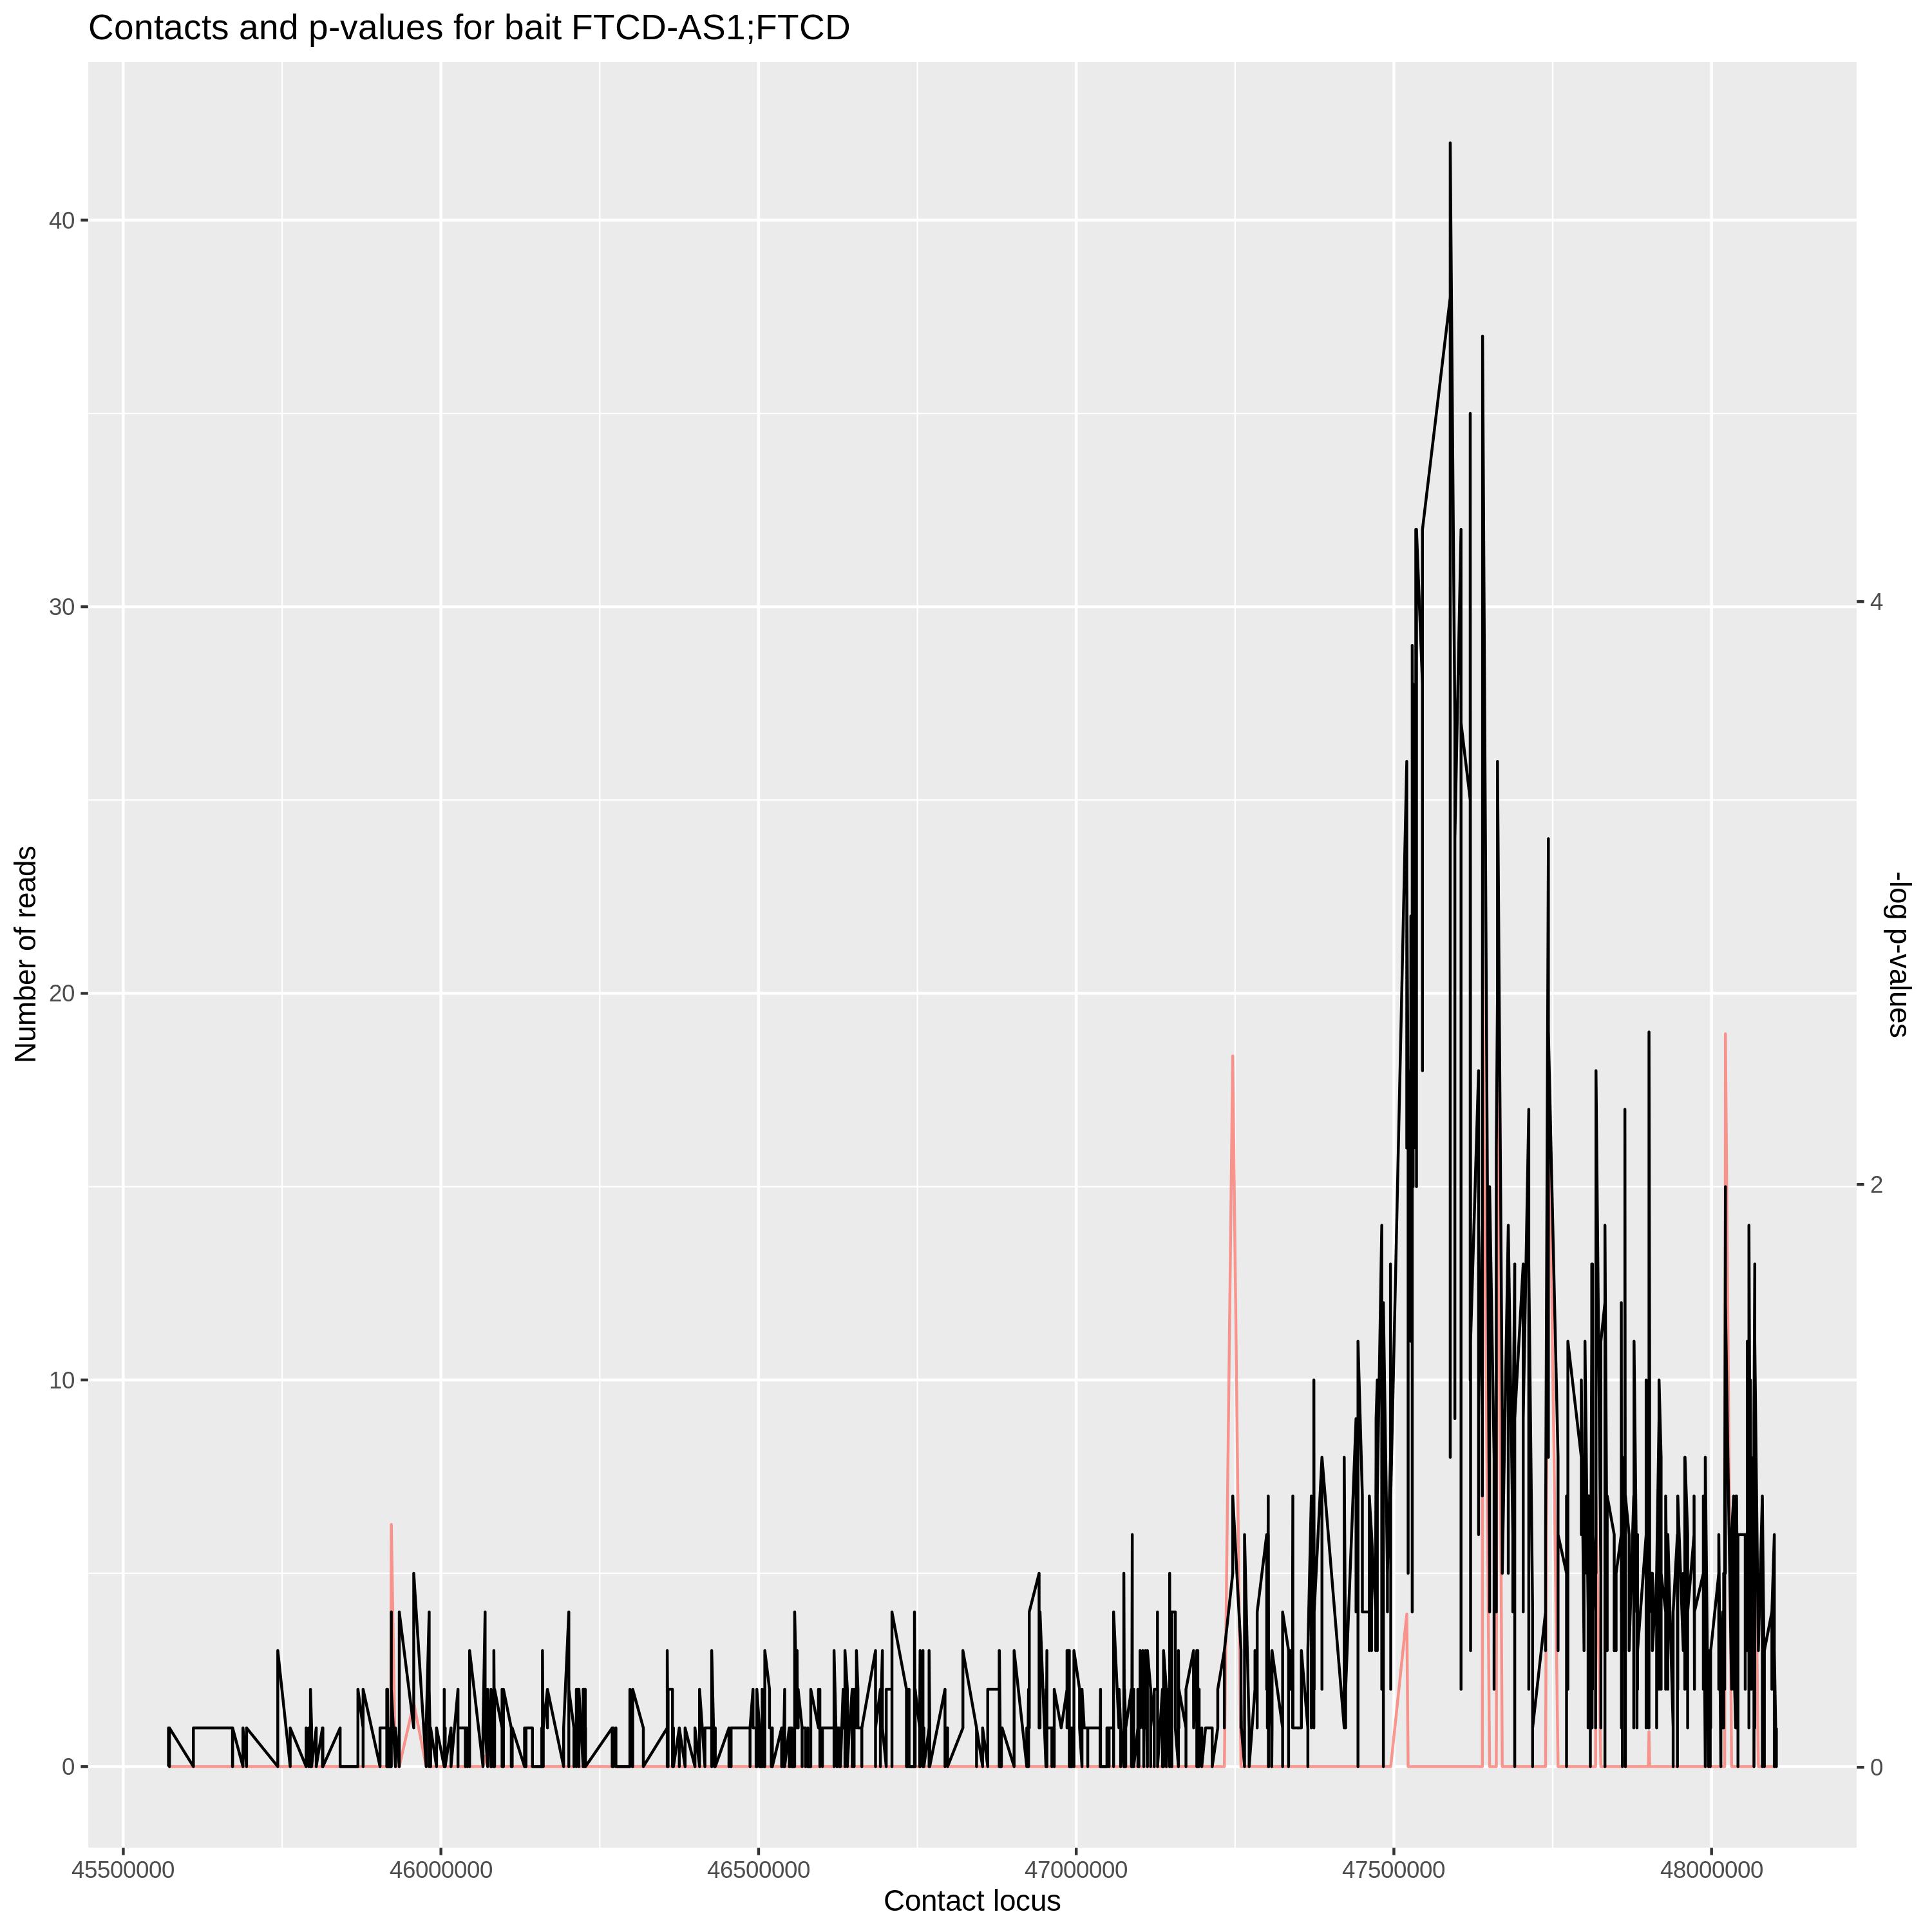 Contacts and p-values for bait FTCD-AS1;FTCD
Number of reads
40
30
20
10
0
4
2
0
-log p-values
45500000 46000000 46500000 47000000 47500000 48000000
Contact locus